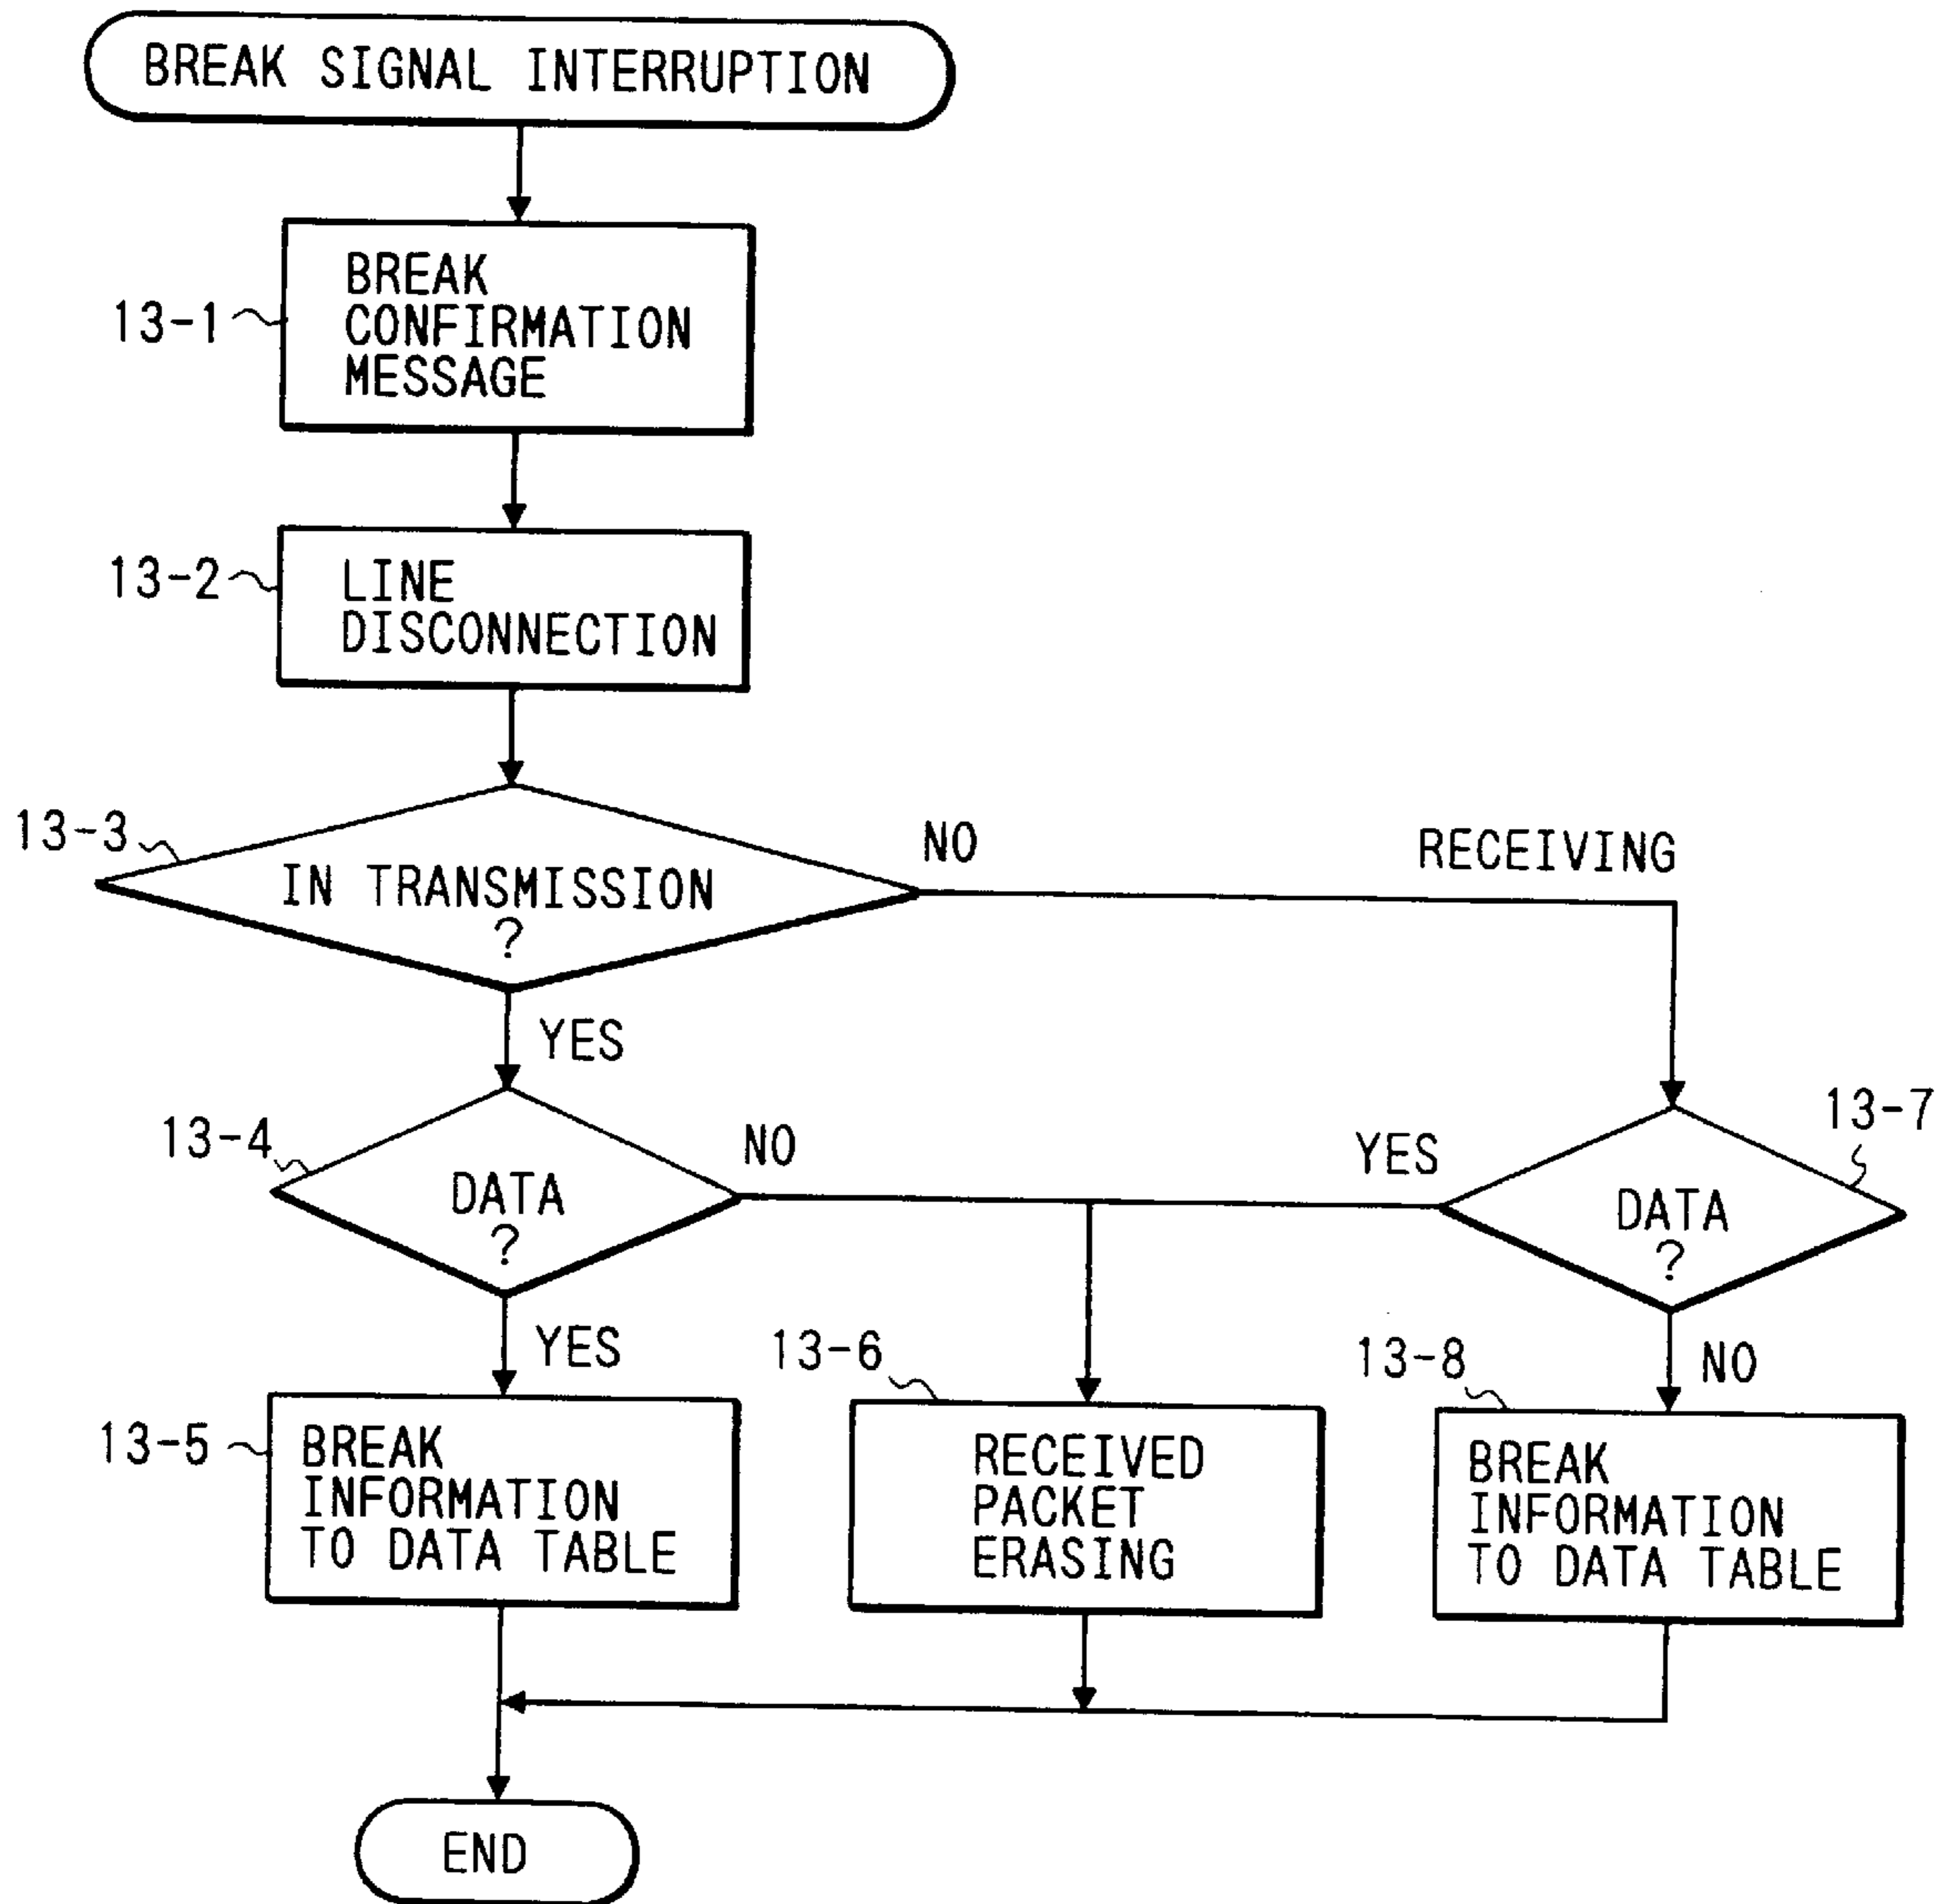 BREAK SIGNAL INTERRUPTION
13-1
BREAK
CONFIRMATION
MESSAGE
13-2
LINE
DISCONNECTION
13-3
IN TRANSMISSION
?
NO
RECEIVING
YES
13-4
DATA
?
NO
YES
13-7
DATA
?
YES
13-5
BREAK
INFORMATION
TO DATA TABLE
13-6
RECEIVED
PACKET
ERASING
13-8
NO
BREAK
INFORMATION
TO DATA TABLE
END